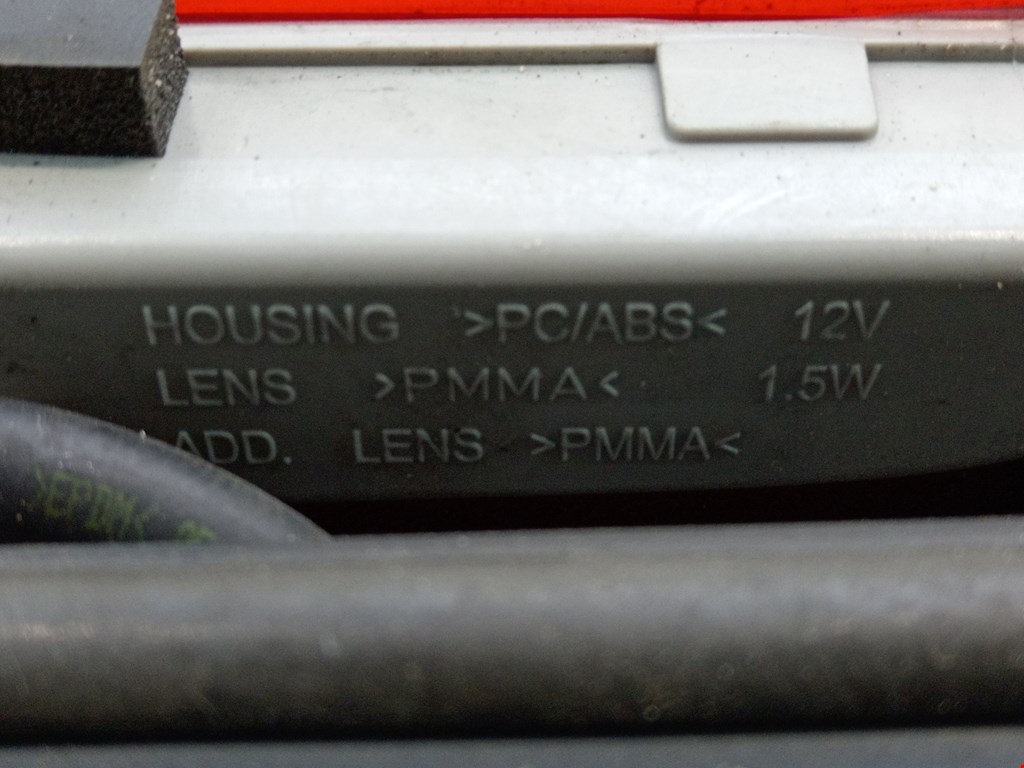 HOUSING >PC/ABS< 12V
LENS >PMMA< 1.5W
ADD. LENS >PMMA<